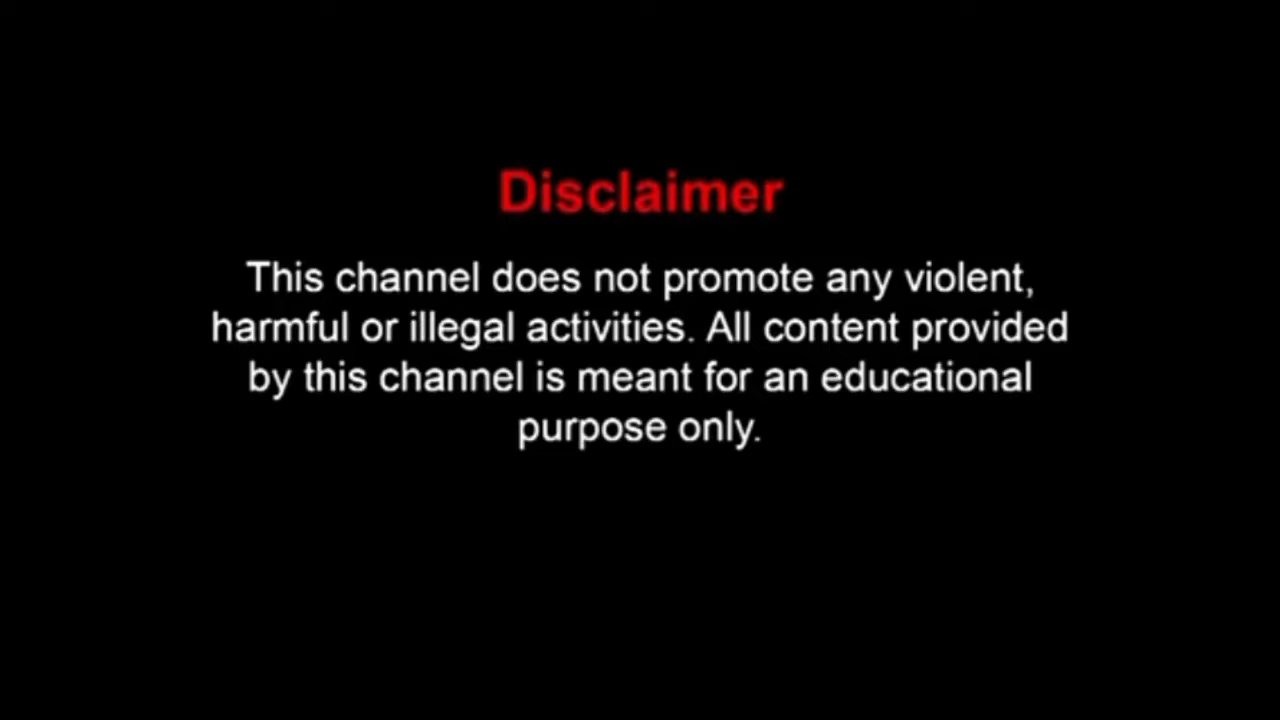 Disclaimer
This channel does not promote any violent,
harmful or illegal activities. All content provided
by this channel is meant for an educational
purpose only.